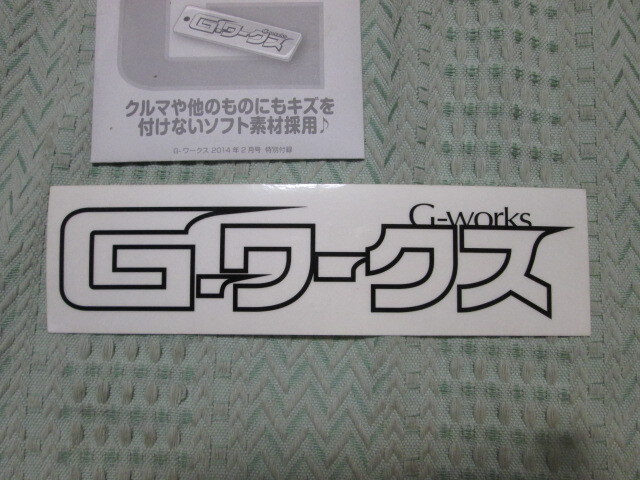 G-ワークス
クルマや他のものにもキズを
付けないソフト素材採用♪
G-ワークス 2014年2月号 特別付録
G-works
G-ワークス